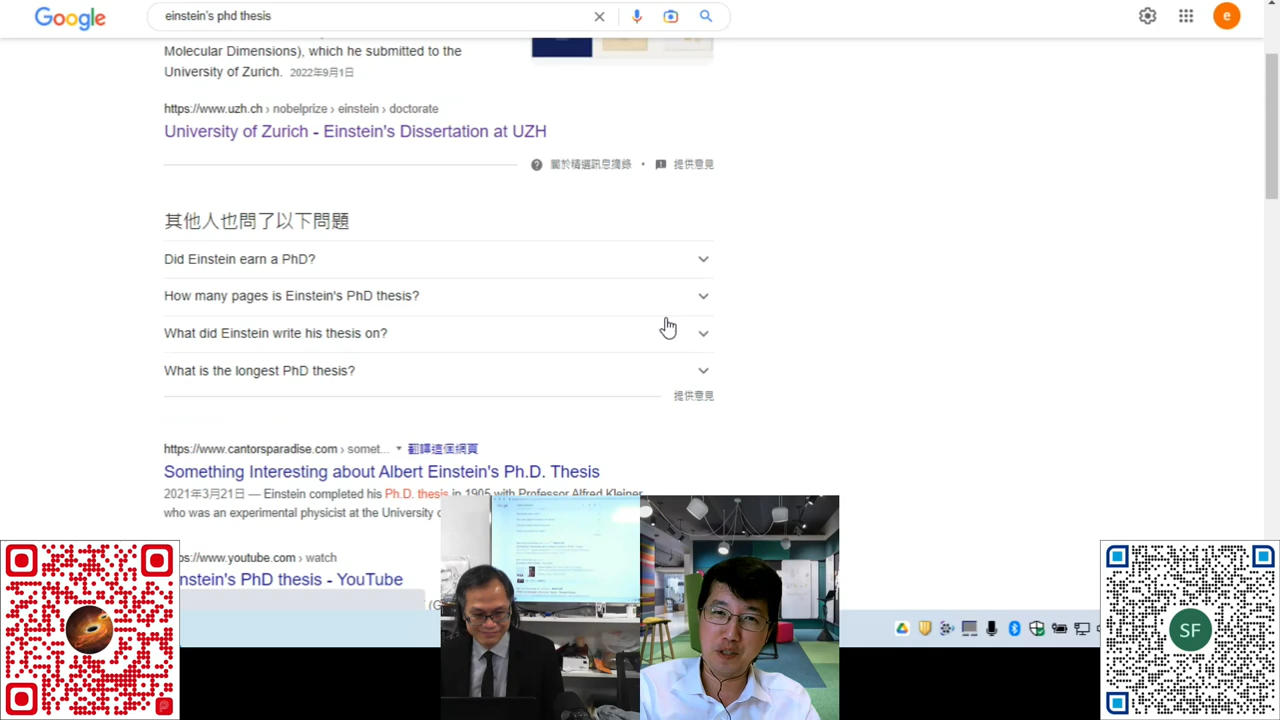 Google
einstein's phd thesis
e
Molecular Dimensions), which he submitted to the
University of Zurich. 2022年9月1日
https://www.uzh.ch › nobelprize › einstein › doctorate
University of Zurich - Einstein's Dissertation at UZH
關於精選訊息摘錄 • 提供意見
其他人也問了以下問題
Did Einstein earn a PhD?
How many pages is Einstein's PhD thesis?
What did Einstein write his thesis on?
What is the longest PhD thesis?
提供意見
https://www.cantorsparadise.com › somet... 翻譯這個網頁
Something Interesting about Albert Einstein's Ph.D. Thesis
2021年3月21日 — Einstein completed his Ph.D. thesis in 1905 with Professor Alfred Kleiner
who was an experimental physicist at the University
www.youtube.com › watch
instein's PhD thesis - YouTube
SF